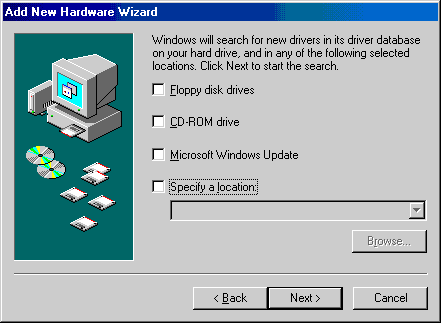 Add New Hardware Wizard
Windows will search for new drivers in its driver database
on your hard drive, and in any of the following selected
locations. Click Next to start the search.
Floppy disk drives
CD-ROM drive
Microsoft Windows Update
Specify a location:
Browse...
< Back
Next >
Cancel